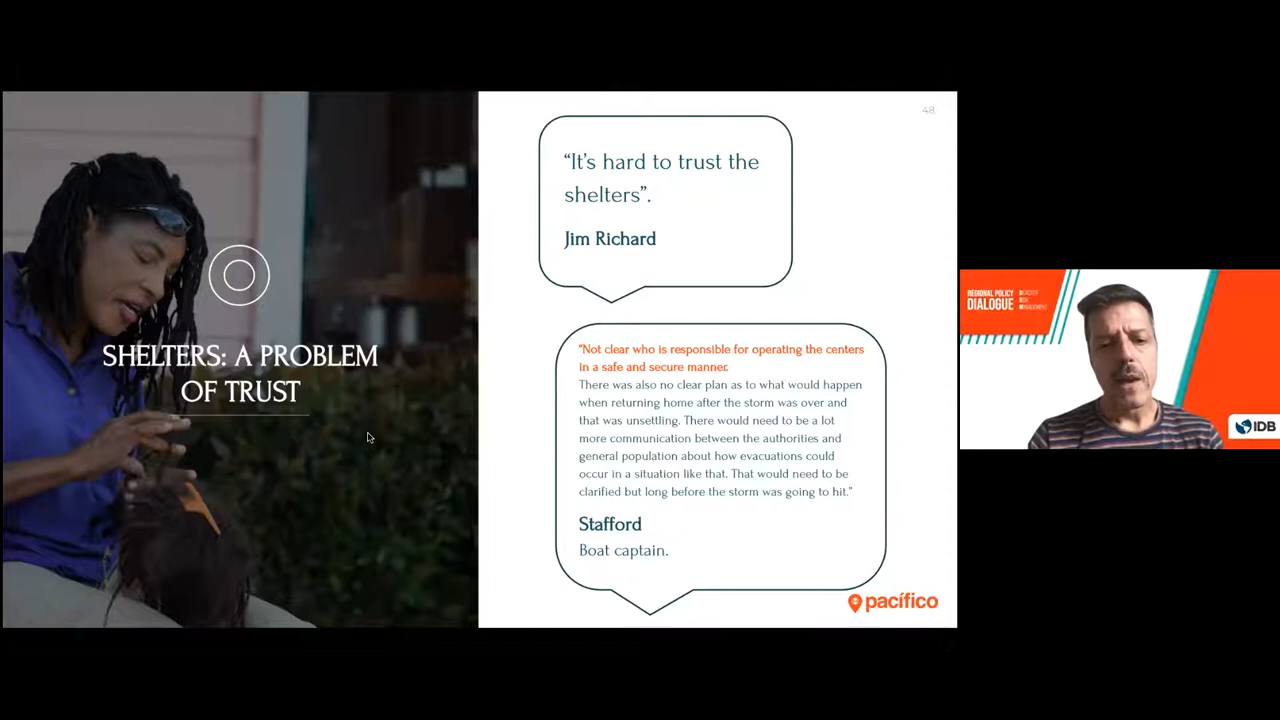 SHELTERS: A PROBLEM
OF TRUST
48
“It’s hard to trust the
shelters”.
Jim Richard
“Not clear who is responsible for operating the centers
in a safe and secure manner.
There was also no clear plan as to what would happen
when returning home after the storm was over and
that was unsettling. There would need to be a lot
more communication between the authorities and
general population about how evacuations could
occur in a situation like that. That would need to be
clarified but long before the storm was going to hit.”
Stafford
Boat captain.
pacífico
REGIONAL POLICY
DIALOGUE
DISASTER
RISK
MANAGEMENT
IDB